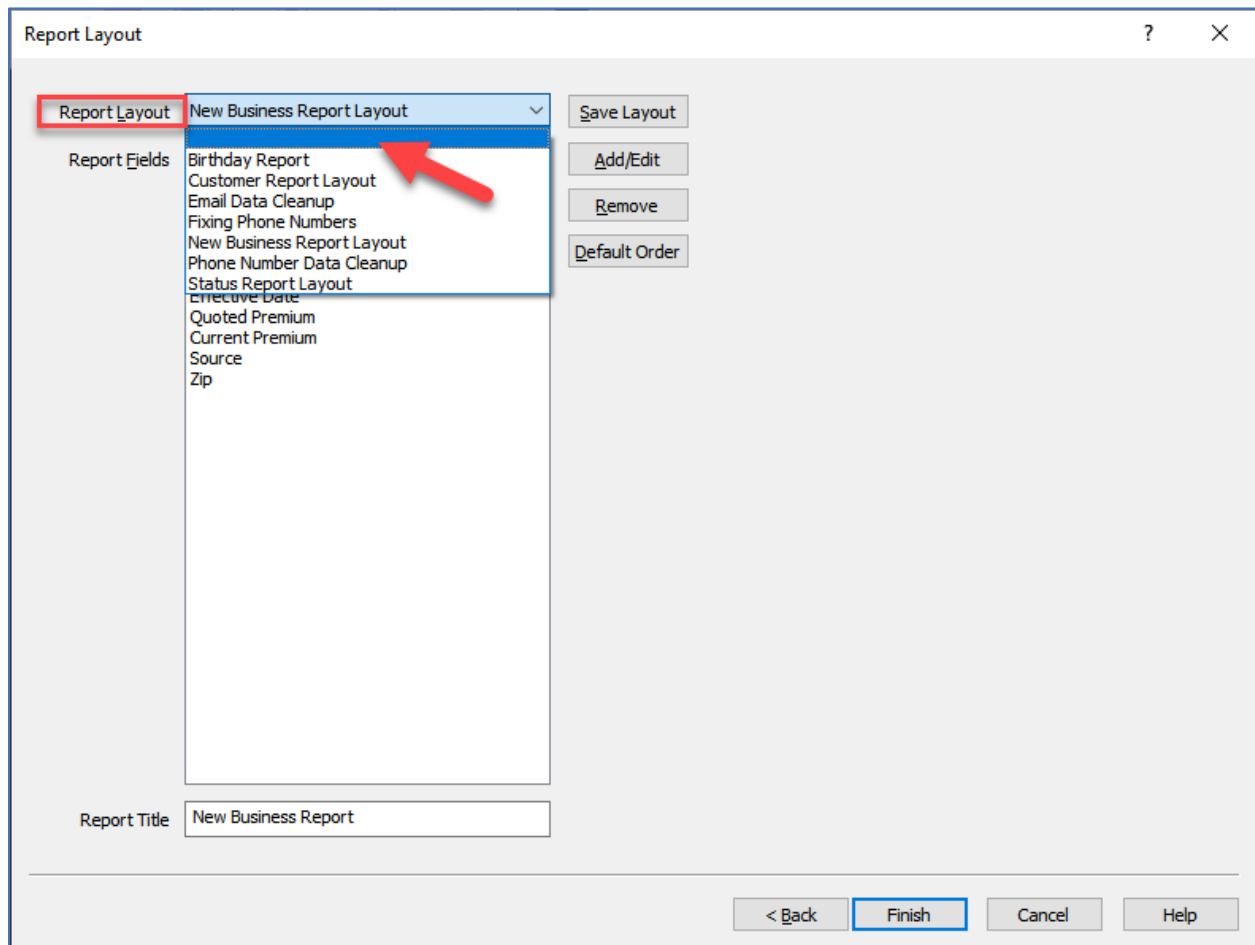 Report Layout ? X
Report Layout New Business Report Layout Save Layout
Report Fields Birthday Report Add/Edit
Customer Report Layout
Email Data Cleanup Remove
Fixing Phone Numbers
New Business Report Layout Default Order
Phone Number Data Cleanup
Status Report Layout
Effective Date
Quoted Premium
Current Premium
Source
Zip
Report Title New Business Report
< Back Finish Cancel Help